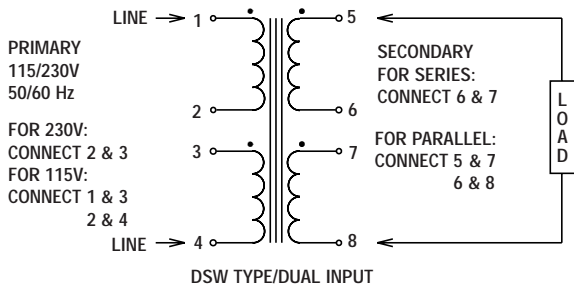 LINE 1 5
PRIMARY
115/230V
50/60 Hz
2 6
SECONDARY
FOR SERIES:
CONNECT 6 & 7
FOR 230V:
CONNECT 2 & 3
FOR 115V:
CONNECT 1 & 3
2 & 4
3 7
FOR PARALLEL:
CONNECT 5 & 7
6 & 8
LOAD
LINE 4 8
DSW TYPE/DUAL INPUT